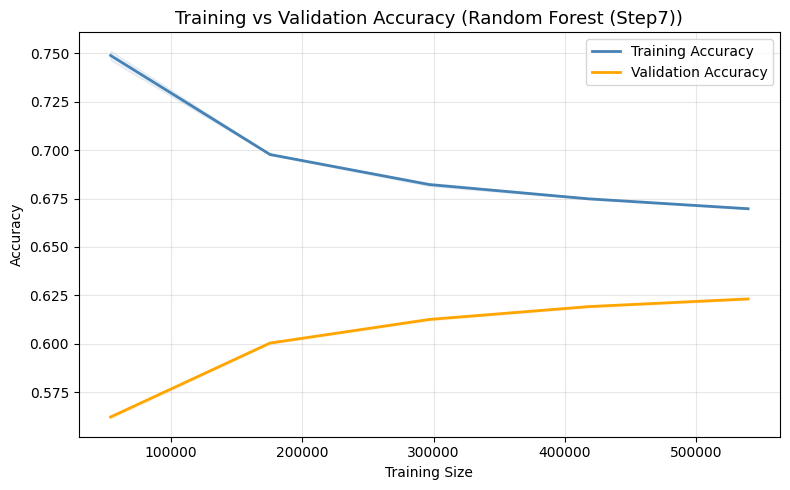 Training vs Validation Accuracy (Random Forest (Step7))
Training Accuracy
Validation Accuracy
Accuracy
0.750
0.725
0.700
0.675
0.650
0.625
0.600
0.575
100000 200000 300000 400000 500000
Training Size